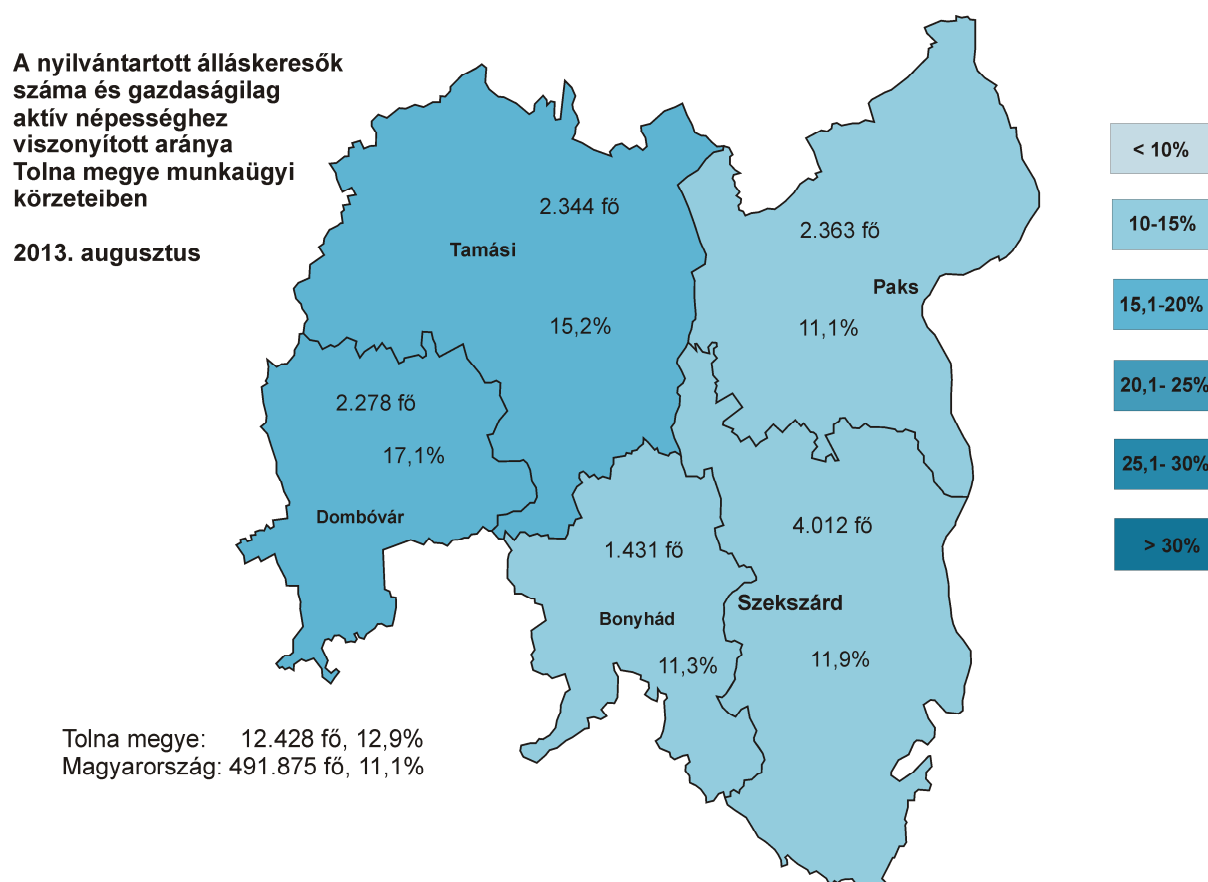 A nyilvántartott álláskeresők
száma és gazdaságilag
aktív népességhez
viszonyított aránya
Tolna megye munkaügyi
körzeteiben
2013. augusztus
2.344 fő
Tamási
15,2%
2.363 fő
Paks
11,1%
2.278 fő
17,1%
Dombóvár
1.431 fő
Bonyhád
11,3%
4.012 fő
Szekszárd
11,9%
< 10%
10-15%
15,1-20%
20,1- 25%
25,1- 30%
> 30%
Tolna megye: 12.428 fő, 12,9%
Magyarország: 491.875 fő, 11,1%